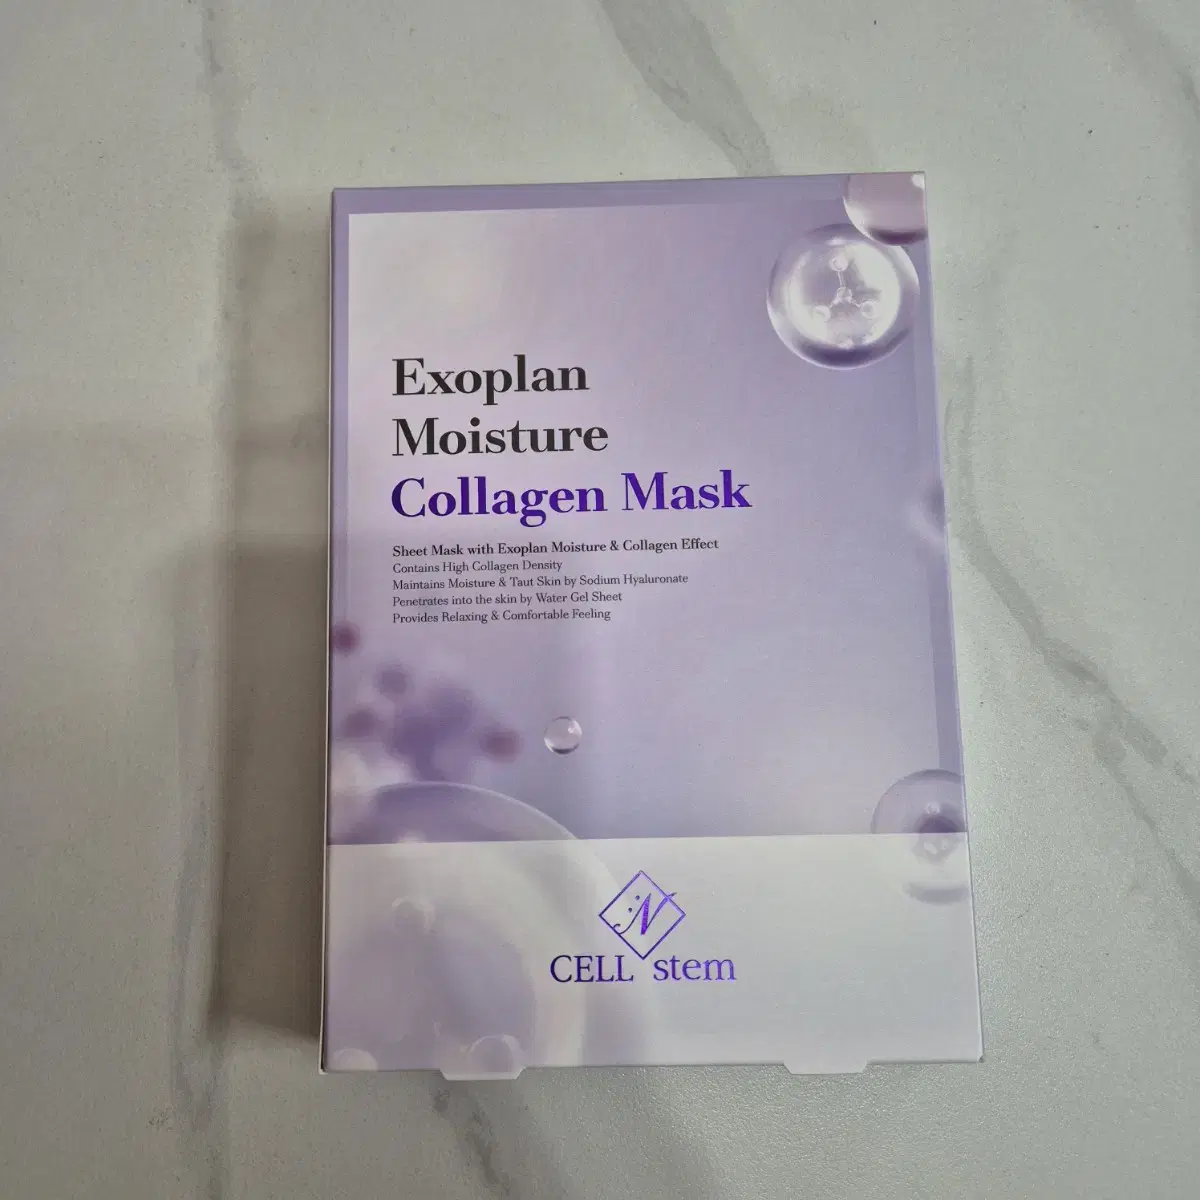 Exoplan
Moisture
Collagen Mask
Sheet Mask with Exoplan Moisture & Collagen Effect
Contains High Collagen Density
Maintains Moisture & Taut Skin by Sodium Hyaluronate
Penetrates into the skin by Water Gel Sheet
Provides Relaxing & Comfortable Feeling
N
CELL stem